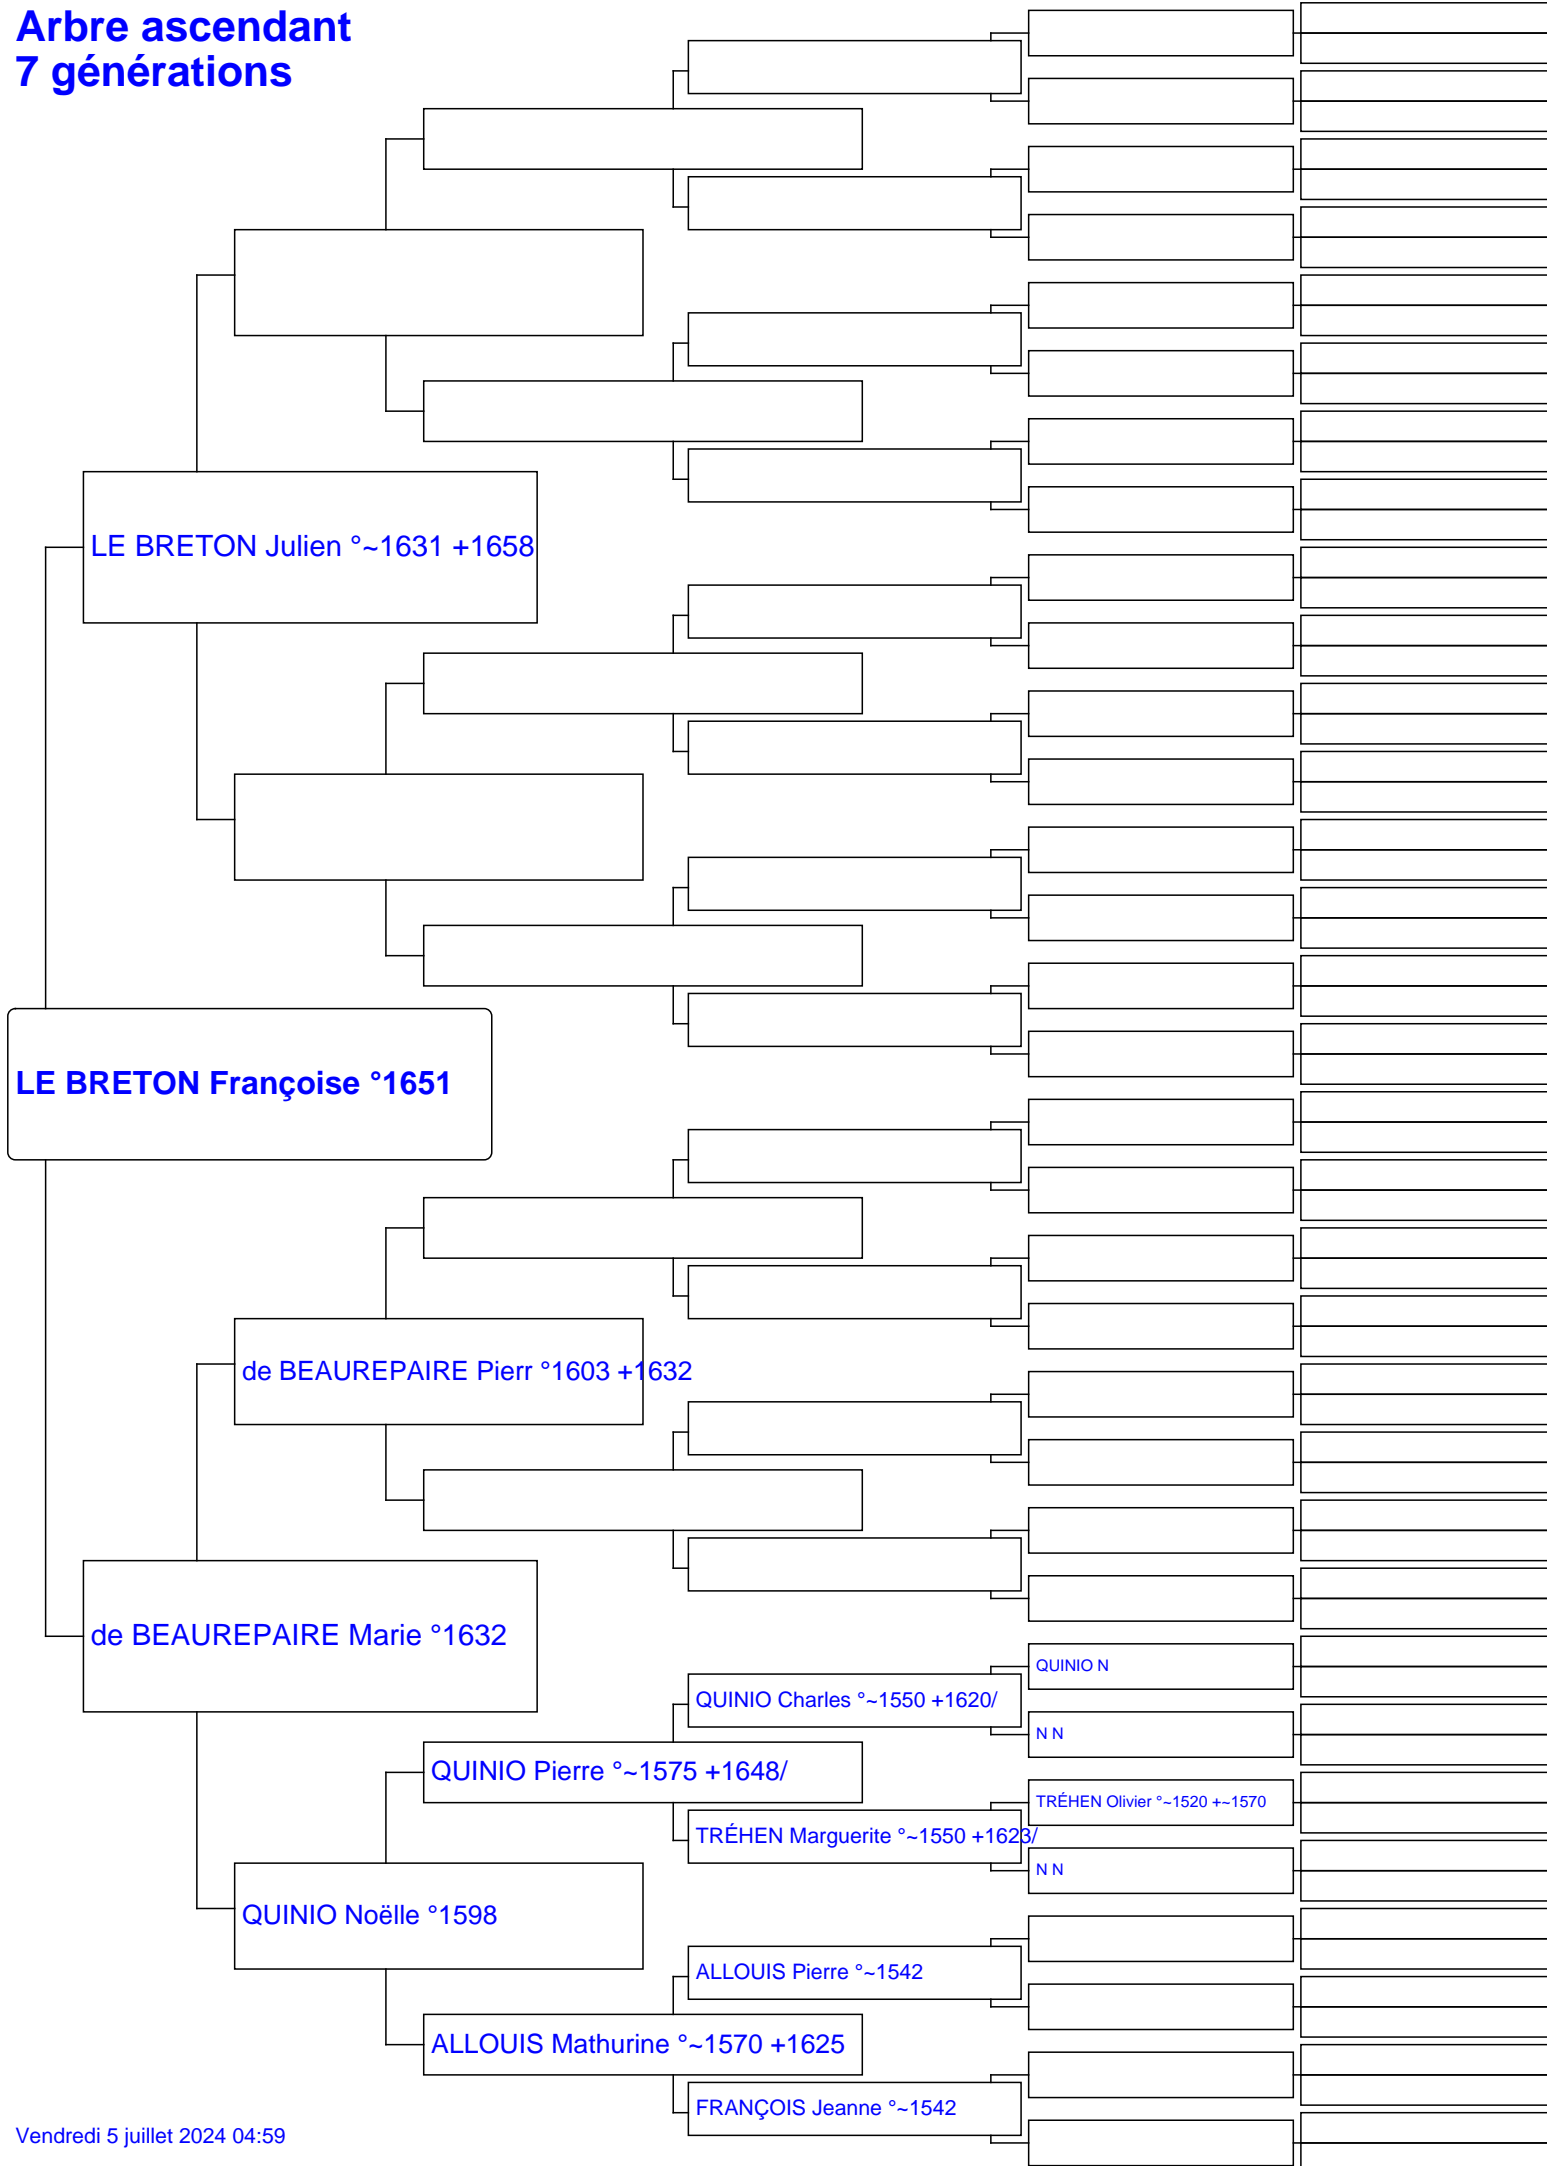 Arbre ascendant
7 générations
LE BRETON Julien °~1631 +1658
LE BRETON Françoise °1651
de BEAUREPAIRE Pierr °1603 +1632
de BEAUREPAIRE Marie °1632
QUINIO N
QUINIO Charles °~1550 +1620/
N N
QUINIO Pierre °~1575 +1648/
TRÉHEN Olivier °~1520 +~1570
TRÉHEN Marguerite °~1550 +1623/
N N
QUINIO Noëlle °1598
ALLOUIS Pierre °~1542
ALLOUIS Mathurine °~1570 +1625
FRANÇOIS Jeanne °~1542
Vendredi 5 juillet 2024 04:59